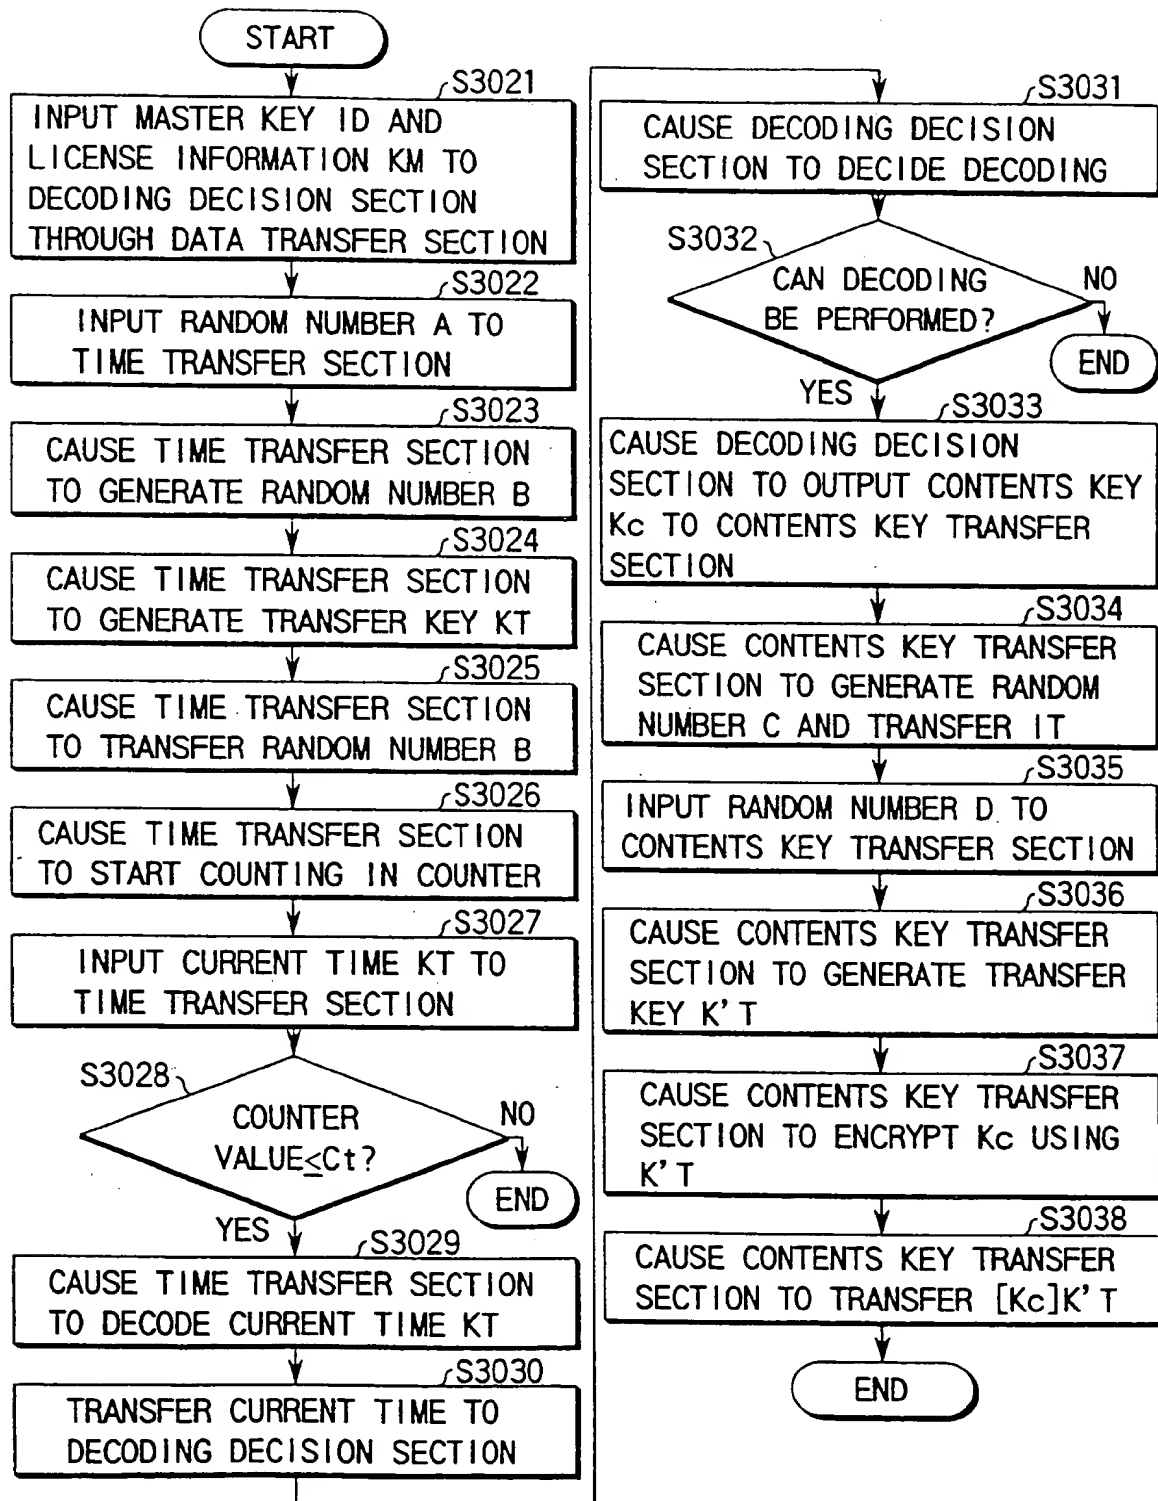 START
S3021
INPUT MASTER KEY ID AND
LICENSE INFORMATION KM TO
DECODING DECISION SECTION
THROUGH DATA TRANSFER SECTION
S3022
INPUT RANDOM NUMBER A TO
TIME TRANSFER SECTION
S3023
CAUSE TIME TRANSFER SECTION
TO GENERATE RANDOM NUMBER B
S3024
CAUSE TIME TRANSFER SECTION
TO GENERATE TRANSFER KEY KT
S3025
CAUSE TIME TRANSFER SECTION
TO TRANSFER RANDOM NUMBER B
S3026
CAUSE TIME TRANSFER SECTION
TO START COUNTING IN COUNTER
S3027
INPUT CURRENT TIME KT TO
TIME TRANSFER SECTION
S3028
COUNTER
VALUE≤Ct?
NO
END
YES
S3029
CAUSE TIME TRANSFER SECTION
TO DECODE CURRENT TIME KT
S3030
TRANSFER CURRENT TIME TO
DECODING DECISION SECTION
S3031
CAUSE DECODING DECISION
SECTION TO DECIDE DECODING
S3032
CAN DECODING
BE PERFORMED?
NO
END
YES
S3033
CAUSE DECODING DECISION
SECTION TO OUTPUT CONTENTS KEY
Kc TO CONTENTS KEY TRANSFER
SECTION
S3034
CAUSE CONTENTS KEY TRANSFER
SECTION TO GENERATE RANDOM
NUMBER C AND TRANSFER IT
S3035
INPUT RANDOM NUMBER D TO
CONTENTS KEY TRANSFER SECTION
S3036
CAUSE CONTENTS KEY TRANSFER
SECTION TO GENERATE TRANSFER
KEY K'T
S3037
CAUSE CONTENTS KEY TRANSFER
SECTION TO ENCRYPT Kc USING
K'T
S3038
CAUSE CONTENTS KEY TRANSFER
SECTION TO TRANSFER [Kc]K'T
END